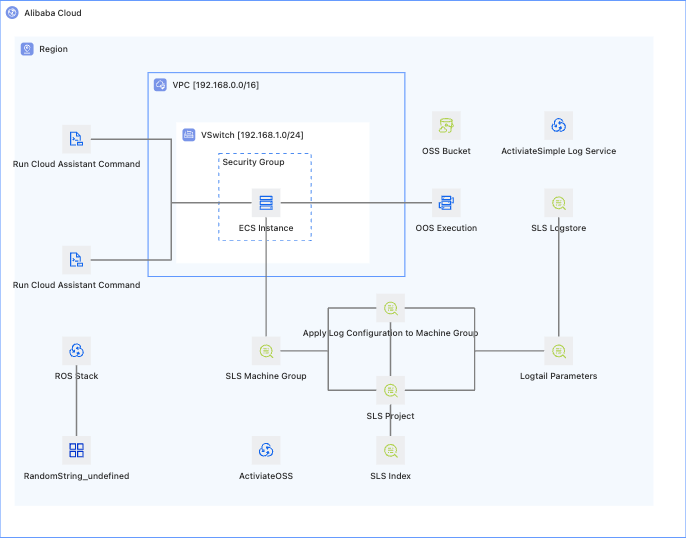 Alibaba Cloud
Region
VPC [192.168.0.0/16]
VSwitch [192.168.1.0/24]
Security Group
Run Cloud Assistant Command
OSS Bucket
ActiviateSimple Log Service
ECS Instance
OOS Execution
SLS Logstore
Run Cloud Assistant Command
Apply Log Configuration to Machine Group
ROS Stack
SLS Machine Group
Logtail Parameters
SLS Project
RandomString_undefined
ActiviateOSS
SLS Index